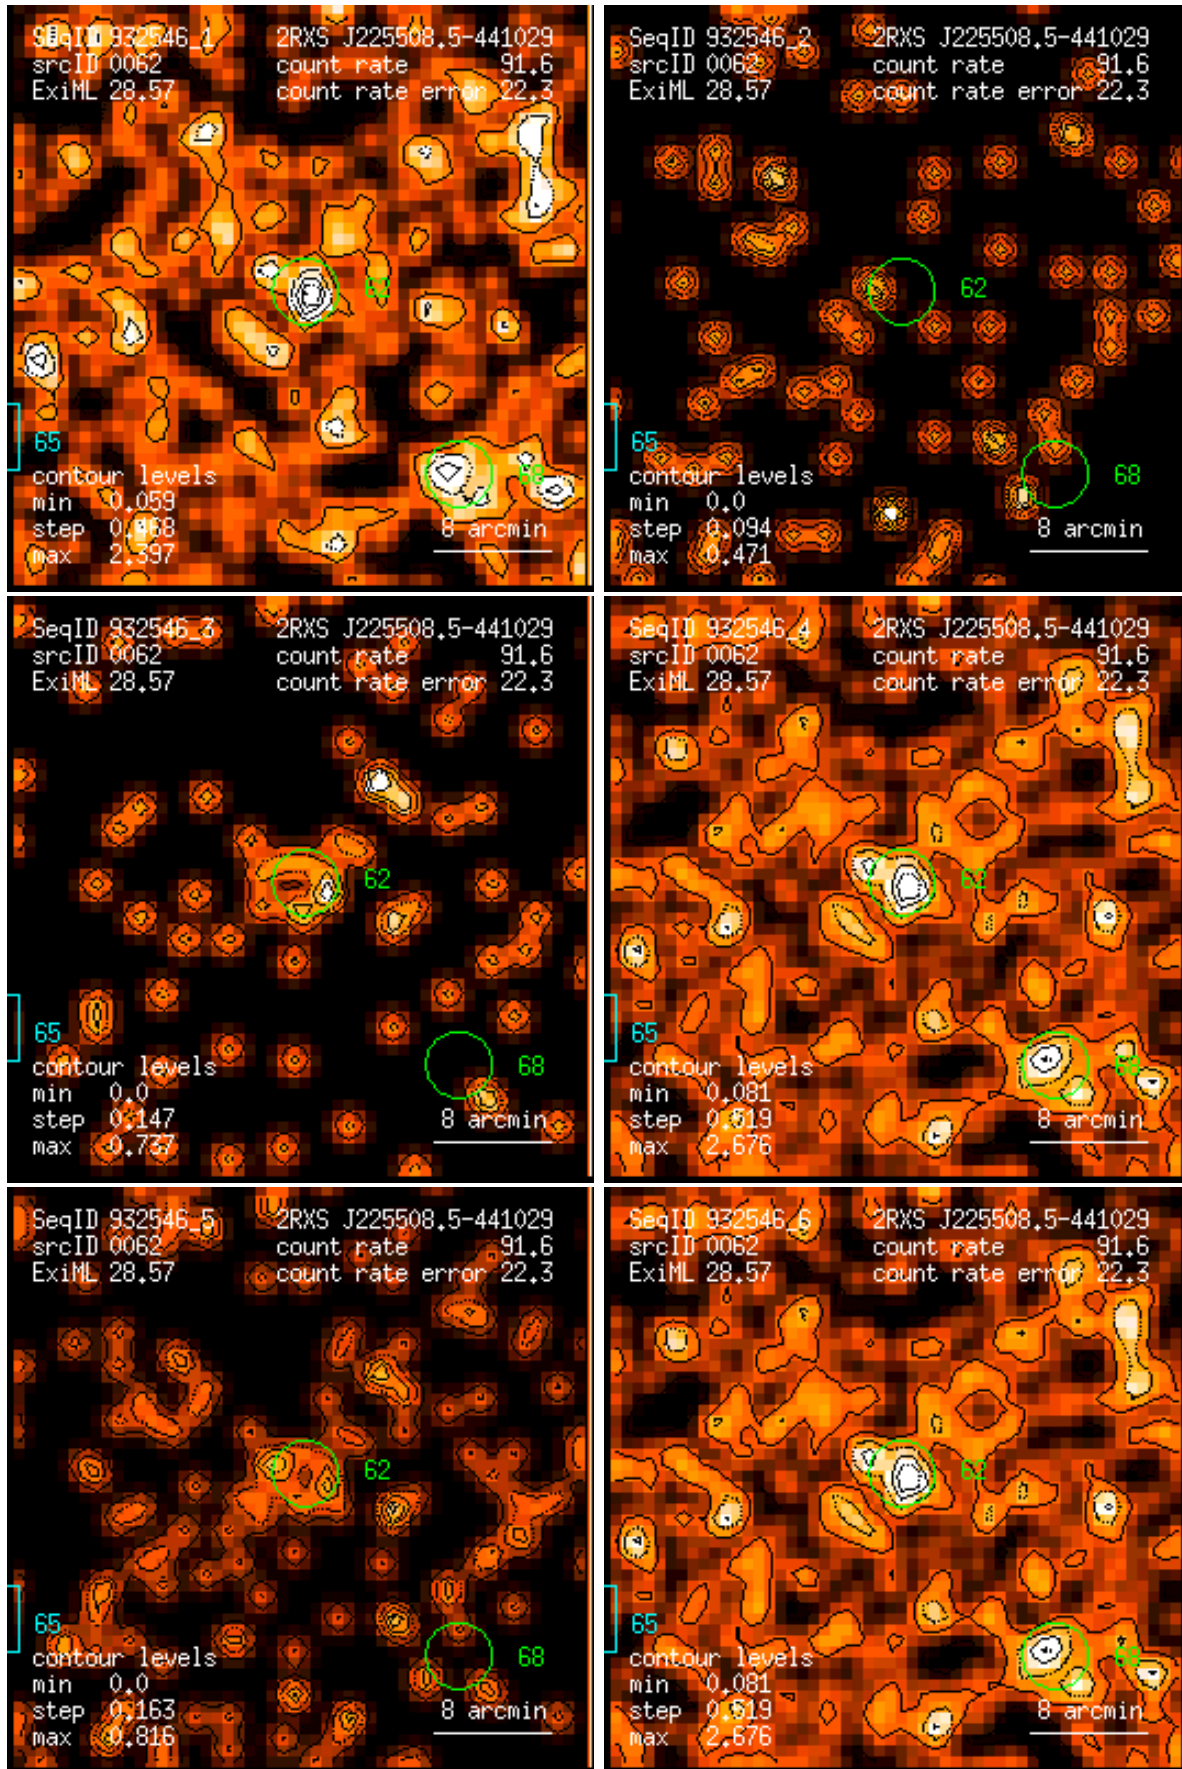 SeqID 932546_1 2RXS J225508.5-441029
srcID 0062 count rate 91.6
ExiML 28.57 count rate error 22.3
62
65
68
contour levels
min 0.059
step 0.468 8 arcmin
max 2.397
SeqID 932546_2 2RXS J225508.5-441029
srcID 0062 count rate 91.6
ExiML 28.57 count rate error 22.3
62
65
68
contour levels
min 0.0
step 0.094 8 arcmin
max 0.471
SeqID 932546_3 2RXS J225508.5-441029
srcID 0062 count rate 91.6
ExiML 28.57 count rate error 22.3
62
65
68
contour levels
min 0.0
step 0.147 8 arcmin
max 0.737
SeqID 932546_4 2RXS J225508.5-441029
srcID 0062 count rate 91.6
ExiML 28.57 count rate error 22.3
62
65
68
contour levels
min 0.081
step 0.519 8 arcmin
max 2.676
SeqID 932546_5 2RXS J225508.5-441029
srcID 0062 count rate 91.6
ExiML 28.57 count rate error 22.3
62
65
68
contour levels
min 0.0
step 0.163 8 arcmin
max 0.816
SeqID 932546_6 2RXS J225508.5-441029
srcID 0062 count rate 91.6
ExiML 28.57 count rate error 22.3
62
65
68
contour levels
min 0.081
step 0.519 8 arcmin
max 2.676